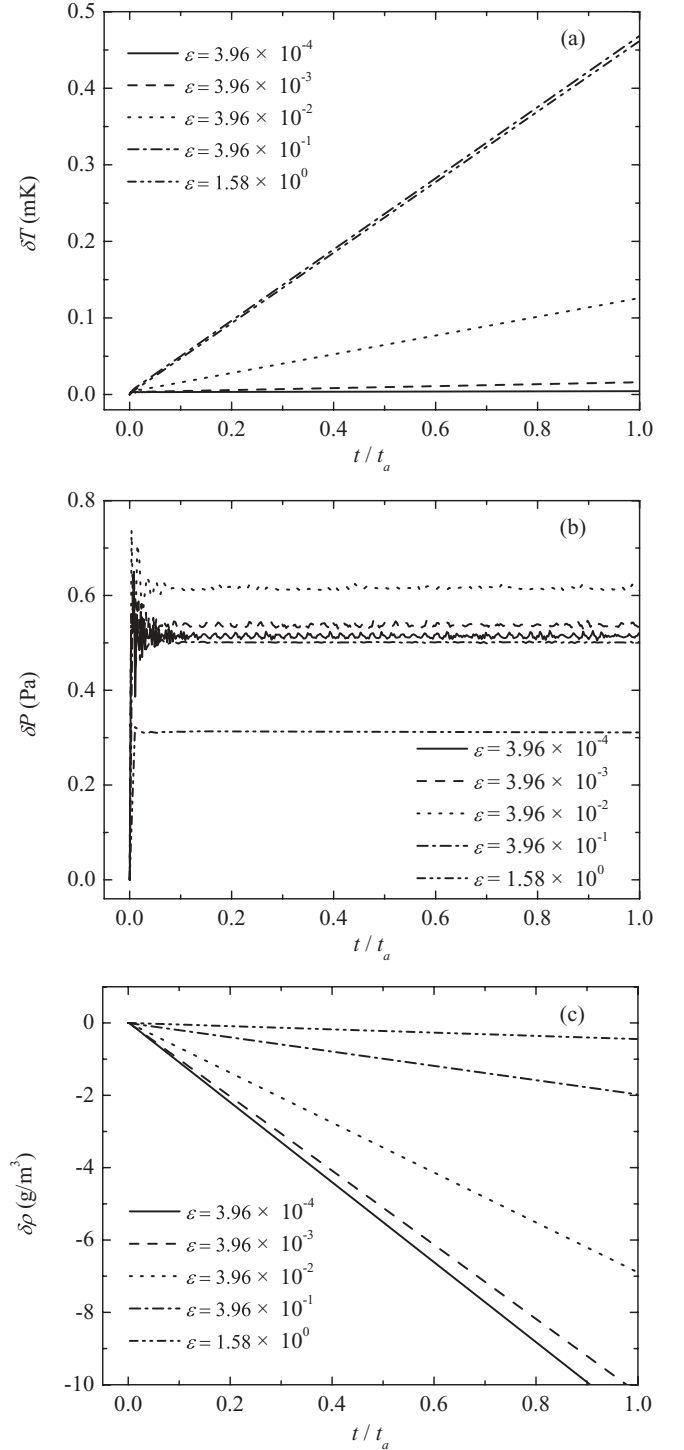 (a)
ε = 3.96 × 10⁻⁴
ε = 3.96 × 10⁻³
ε = 3.96 × 10⁻²
ε = 3.96 × 10⁻¹
ε = 1.58 × 10⁰
0.5
0.4
0.3
0.2
0.1
0.0
δT (mK)
0.0 0.2 0.4 0.6 0.8 1.0
t / tₐ
(b)
0.8
0.6
0.4
0.2
0.0
δP (Pa)
ε = 3.96 × 10⁻⁴
ε = 3.96 × 10⁻³
ε = 3.96 × 10⁻²
ε = 3.96 × 10⁻¹
ε = 1.58 × 10⁰
0.0 0.2 0.4 0.6 0.8 1.0
t / tₐ
(c)
0
-2
-4
-6
-8
-10
δρ (g/m³)
ε = 3.96 × 10⁻⁴
ε = 3.96 × 10⁻³
ε = 3.96 × 10⁻²
ε = 3.96 × 10⁻¹
ε = 1.58 × 10⁰
0.0 0.2 0.4 0.6 0.8 1.0
t / tₐ